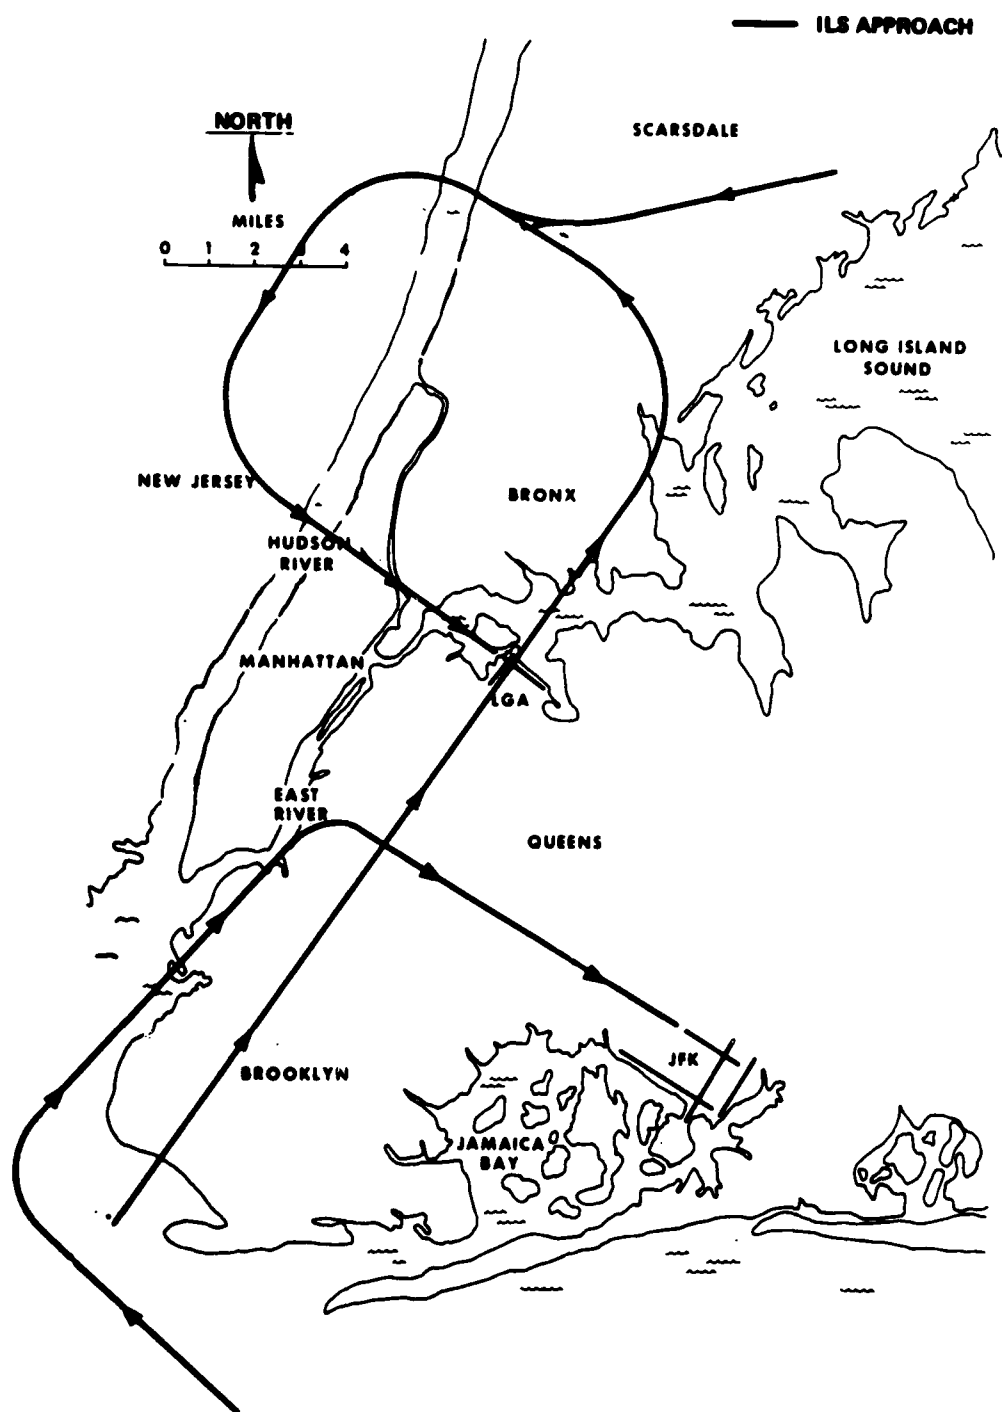 ILS APPROACH
SCARSDALE
NORTH
MILES
0 1 2 3 4
LONG ISLAND
SOUND
NEW JERSEY
BRONX
HUDSON
RIVER
MANHATTAN
LGA
EAST
RIVER
QUEENS
JFK
BROOKLYN
JAMAICA
BAY